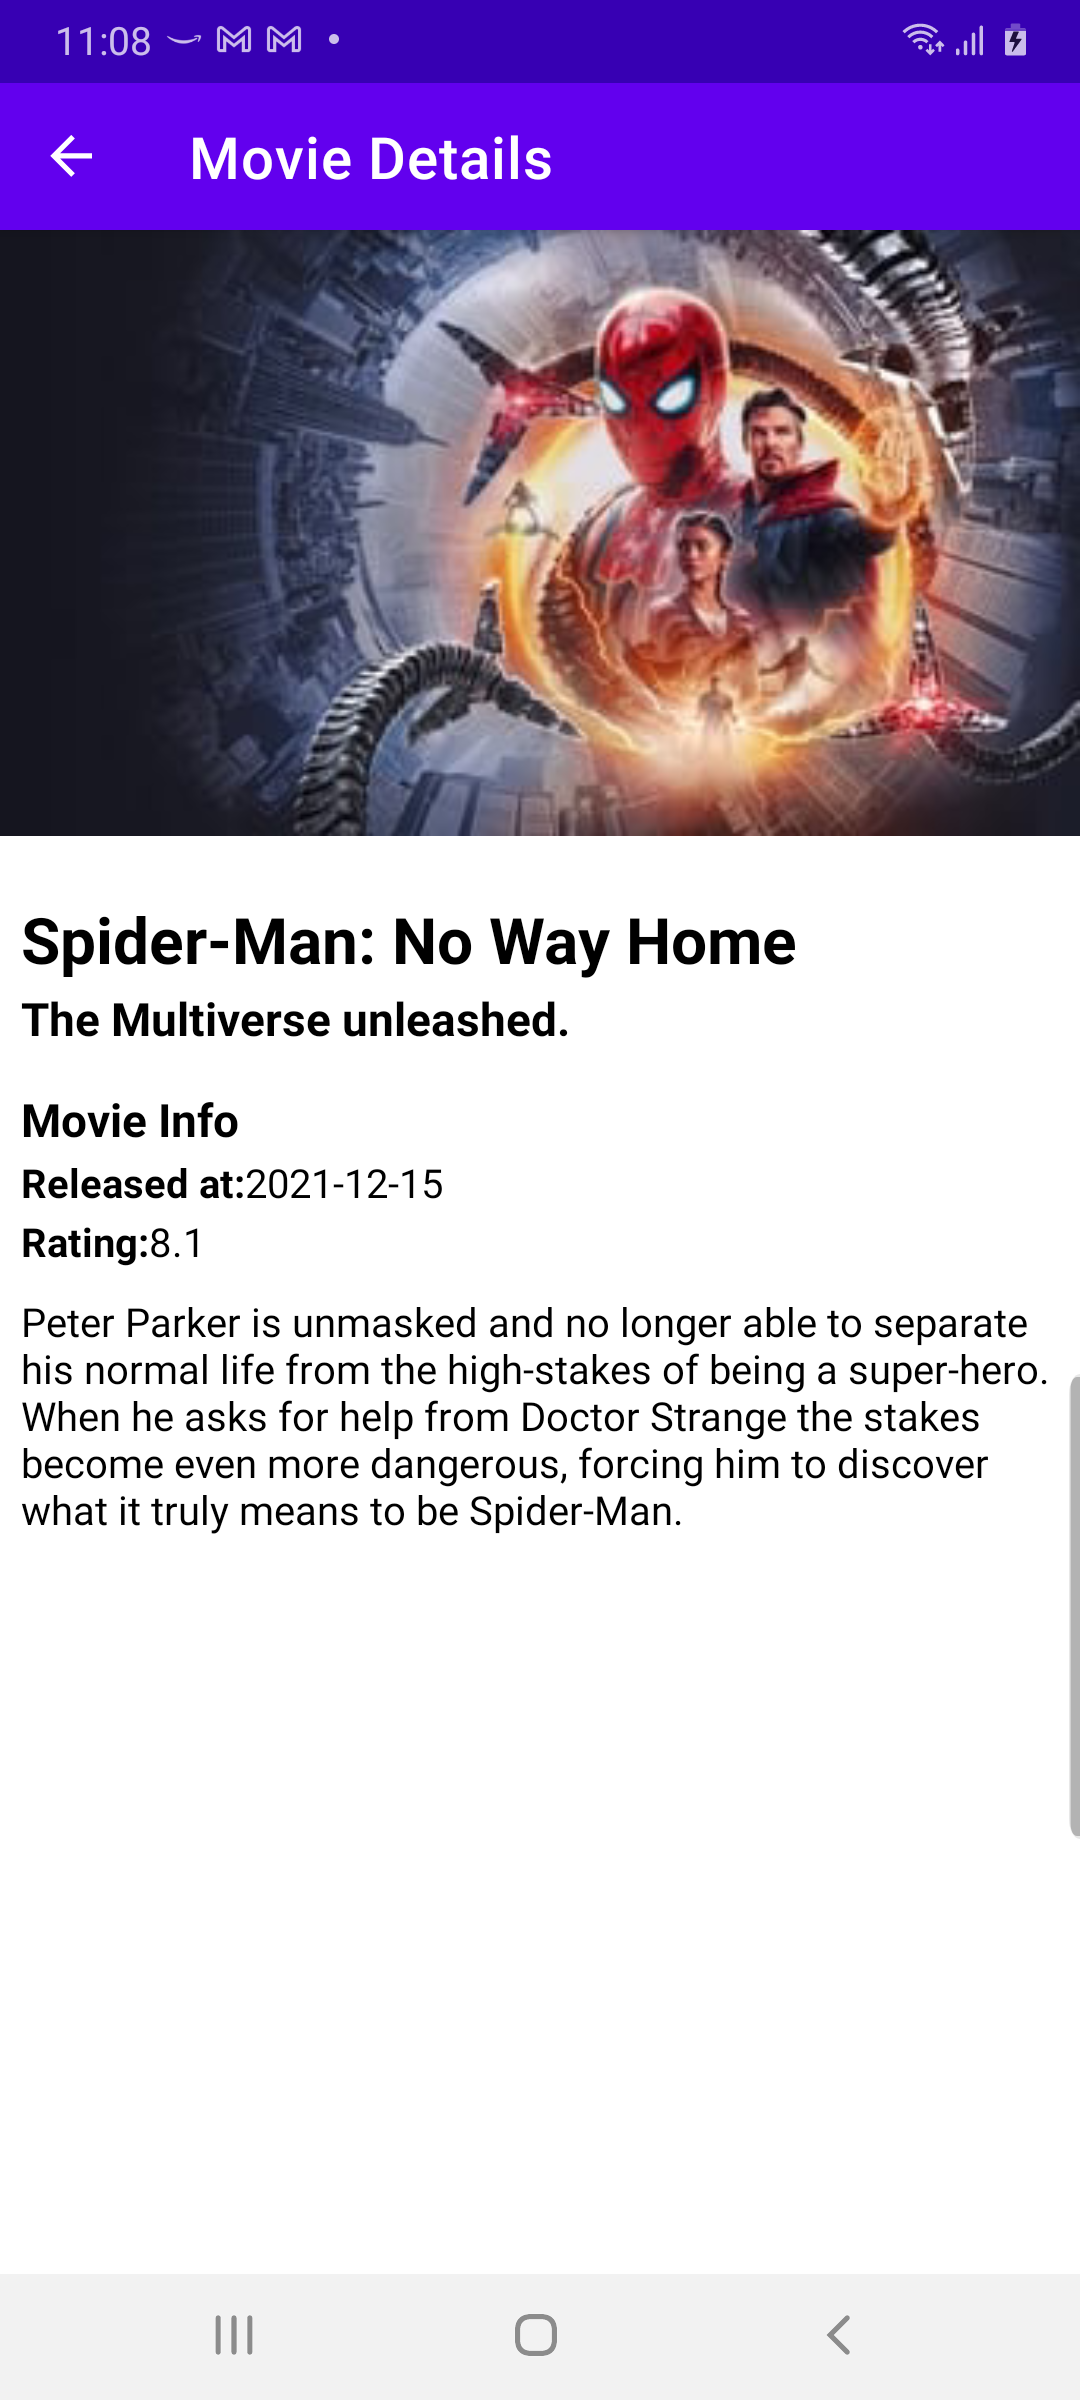 11:08
Movie Details
Spider-Man: No Way Home
The Multiverse unleashed.
Movie Info
Released at:2021-12-15
Rating:8.1
Peter Parker is unmasked and no longer able to separate
his normal life from the high-stakes of being a super-hero.
When he asks for help from Doctor Strange the stakes
become even more dangerous, forcing him to discover
what it truly means to be Spider-Man.